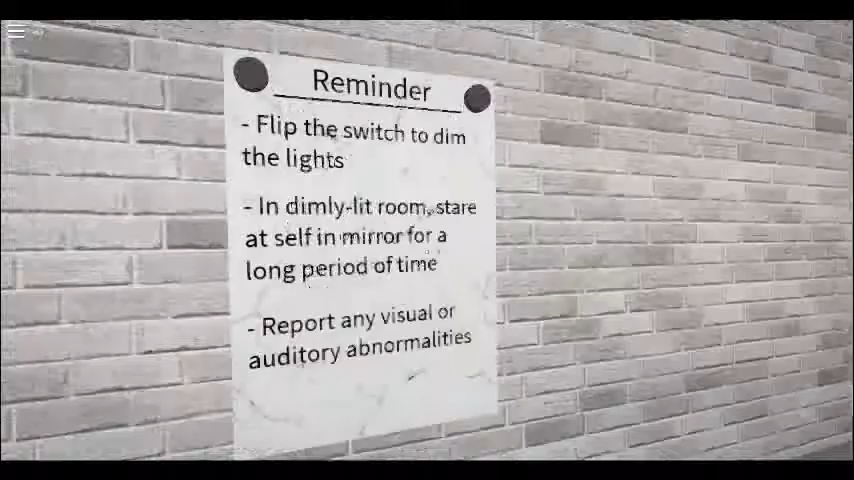 Reminder
- Flip the switch to dim
the lights
- In dimly-lit room, stare
at self in mirror for a
long period of time
- Report any visual or
auditory abnormalities